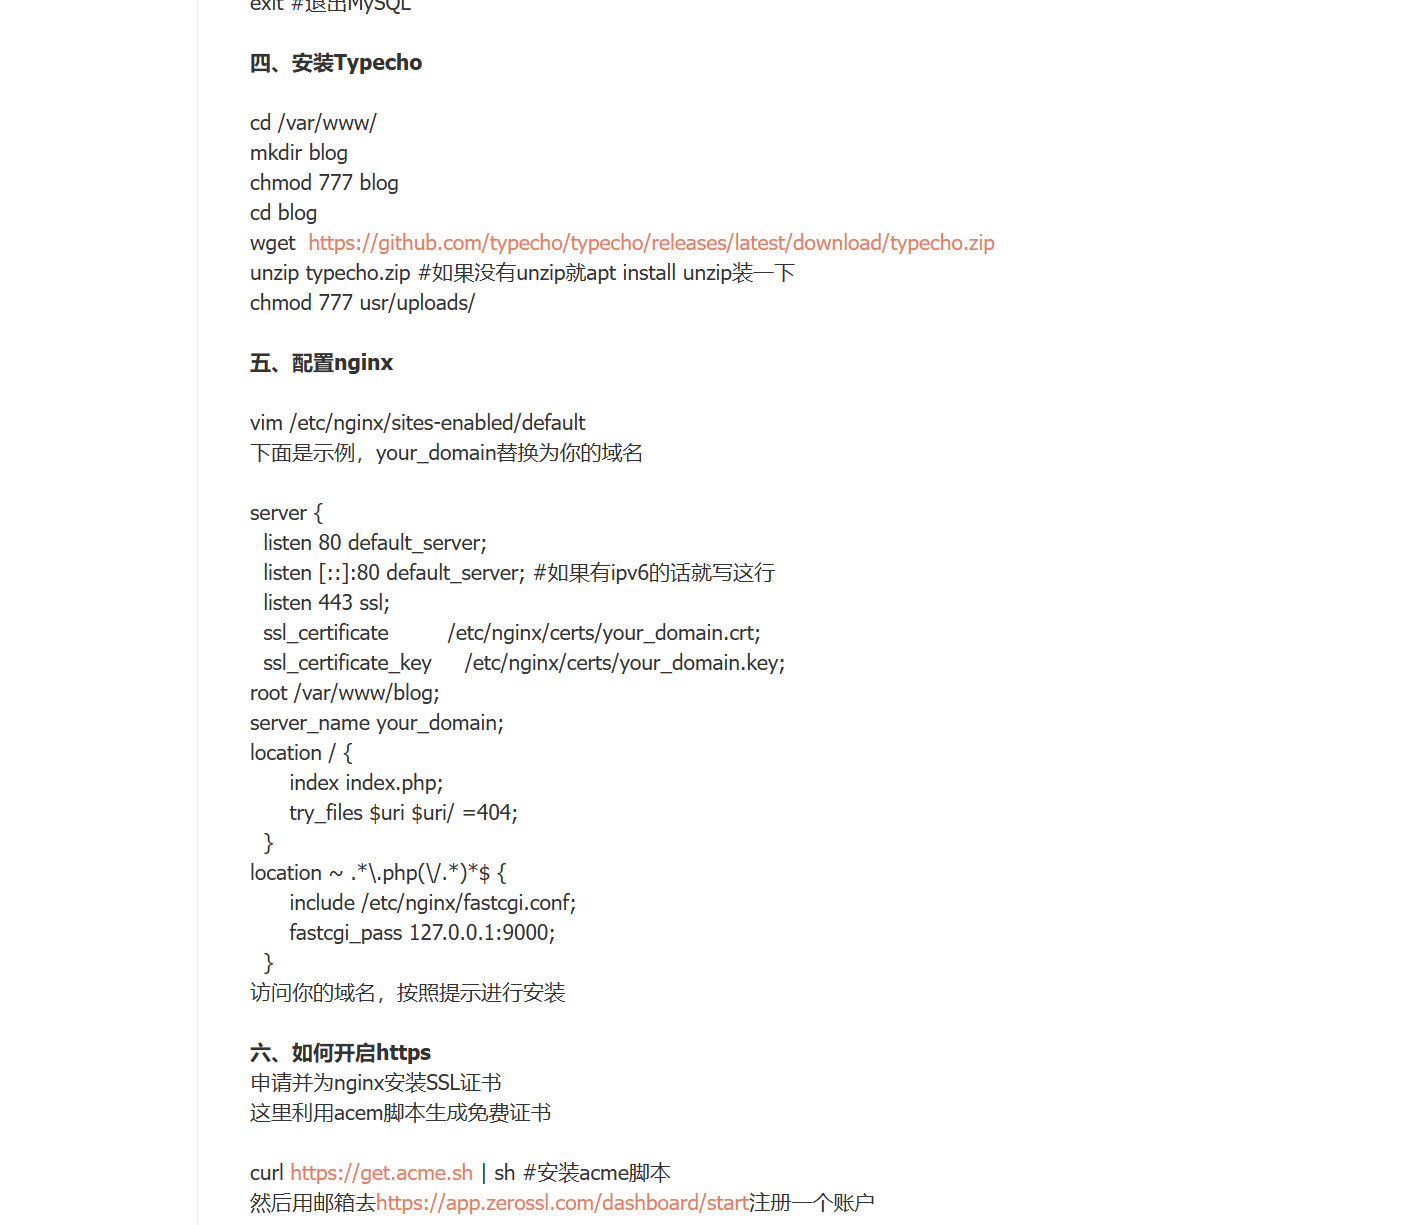 exit #退出MySQL
四、安装Typecho
cd /var/www/
mkdir blog
chmod 777 blog
cd blog
wget  https://github.com/typecho/typecho/releases/latest/download/typecho.zip
unzip typecho.zip #如果没有unzip就apt install unzip装一下
chmod 777 usr/uploads/
五、配置nginx
vim /etc/nginx/sites-enabled/default
下面是示例，your_domain替换为你的域名
server {
  listen 80 default_server;
  listen [::]:80 default_server; #如果有ipv6的话就写这行
  listen 443 ssl;
  ssl_certificate         /etc/nginx/certs/your_domain.crt;
  ssl_certificate_key     /etc/nginx/certs/your_domain.key;
root /var/www/blog;
server_name your_domain;
location / {
      index index.php;
      try_files $uri $uri/ =404;
  }
location ~ .*\.php(\/.*)*$ {
      include /etc/nginx/fastcgi.conf;
      fastcgi_pass 127.0.0.1:9000;
  }
访问你的域名，按照提示进行安装
六、如何开启https
申请并为nginx安装SSL证书
这里利用acem脚本生成免费证书
curl https://get.acme.sh | sh #安装acme脚本
然后用邮箱去https://app.zerossl.com/dashboard/start注册一个账户